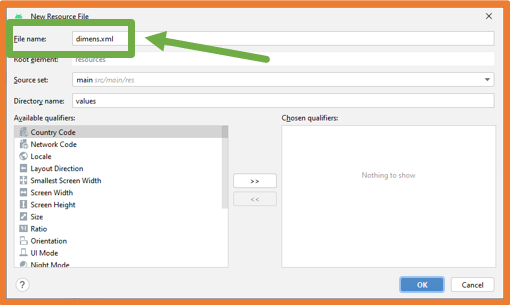 New Resource File
File name: dimens.xml
Root element: resources
Source set: main src/main/res
Directory name: values
Available qualifiers:
Chosen qualifiers:
Country Code
Network Code
Locale
Layout Direction
Smallest Screen Width
Screen Width
Screen Height
Size
Ratio
Orientation
UI Mode
Night Mode
>>
<<
Nothing to show
?
OK
Cancel